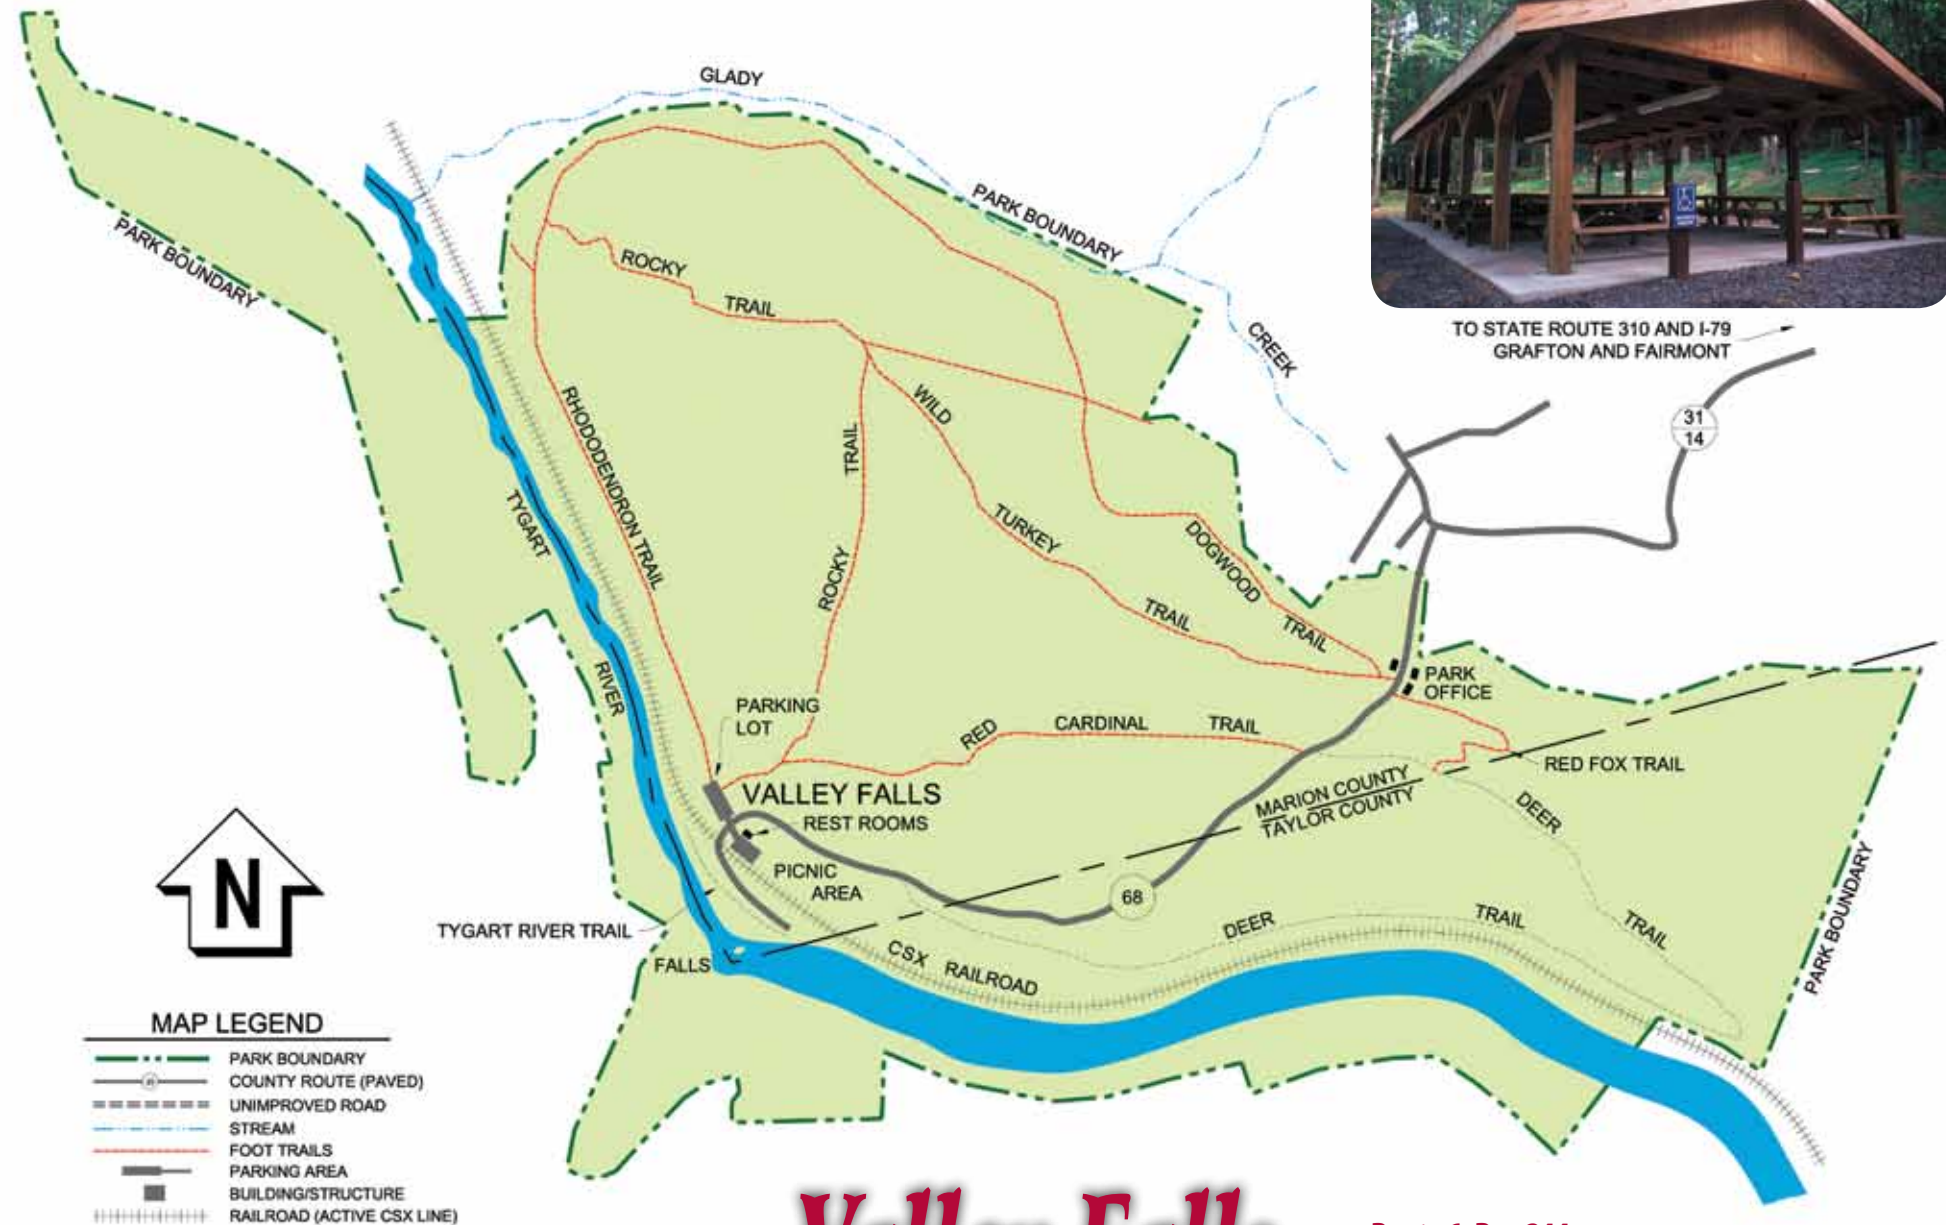 GLADY
PARK BOUNDARY
PARK BOUNDARY
ROCKY
TRAIL
CREEK
TO STATE ROUTE 310 AND I-79
GRAFTON AND FAIRMONT
31
14
RHODODENDRON TRAIL
TRAIL
ROCKY
WILD
TURKEY
TRAIL
DOGWOOD
TRAIL
TYGART
RIVER
PARK
OFFICE
PARKING
LOT
RED
CARDINAL
TRAIL
RED FOX TRAIL
VALLEY FALLS
REST ROOMS
PICNIC
AREA
MARION COUNTY
TAYLOR COUNTY
DEER
TRAIL
68
DEER
TRAIL
PARK BOUNDARY
TYGART RIVER TRAIL
FALLS
CSX RAILROAD
N
MAP LEGEND
PARK BOUNDARY
COUNTY ROUTE (PAVED)
UNIMPROVED ROAD
STREAM
FOOT TRAILS
PARKING AREA
BUILDING/STRUCTURE
RAILROAD (ACTIVE CSX LINE)
Valley Falls